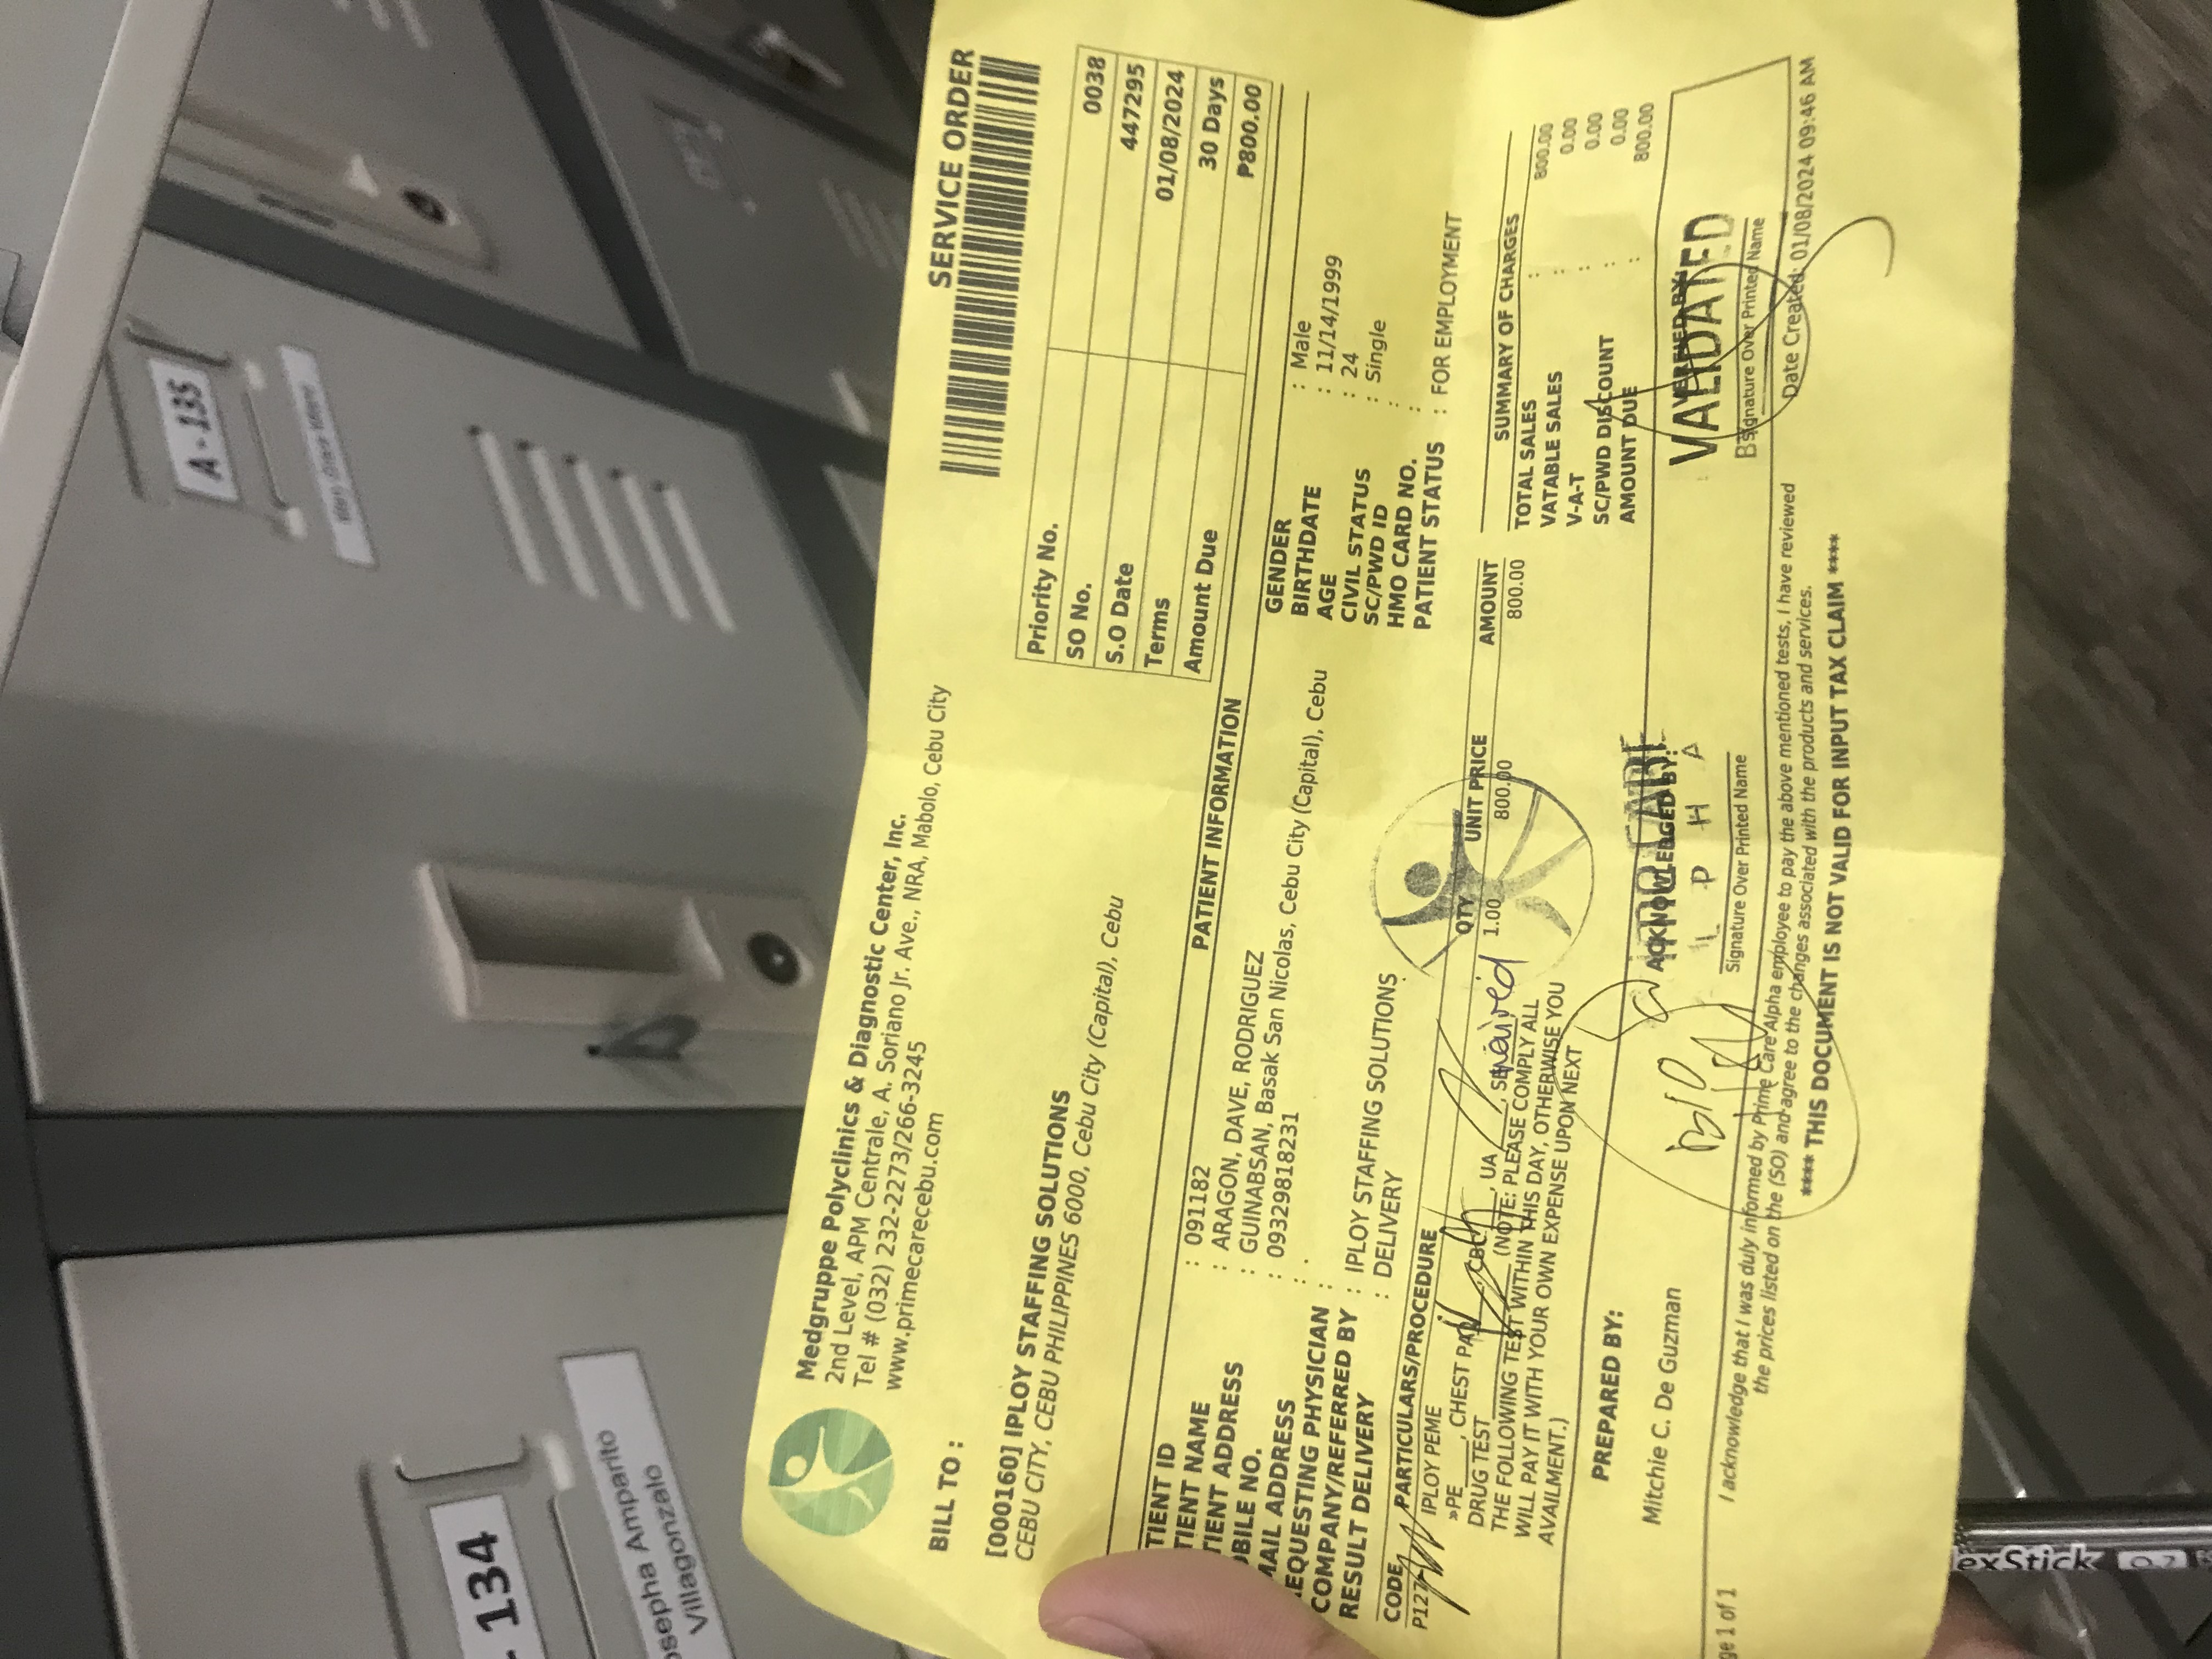 Medgruppe Polyclinics & Diagnostic Center, Inc.
2nd Level, APM Centrale, A. Soriano Jr. Ave., NRA, Mabolo, Cebu City
Tel # (032) 232-2273/266-3245
www.primecarecebu.com
SERVICE ORDER
BILL TO :
[000160] IPLOY STAFFING SOLUTIONS
CEBU CITY, CEBU PHILIPPINES 6000, Cebu City (Capital), Cebu
Priority No. 0038
SO No. 447295
S.O Date 01/08/2024
Terms 30 Days
Amount Due P800.00
PATIENT INFORMATION
TIENT ID : 091182
TIENT NAME : ARAGON, DAVE, RODRIGUEZ
TIENT ADDRESS : GUINABSAN, Basak San Nicolas, Cebu City (Capital), Cebu
OBILE NO. : 09329818231
MAIL ADDRESS : .
EQUESTING PHYSICIAN :
COMPANY/REFERRED BY : IPLOY STAFFING SOLUTIONS
RESULT DELIVERY : DELIVERY
GENDER : Male
BIRTHDATE : 11/14/1999
AGE : 24
CIVIL STATUS : Single
SC/PWD ID :
HMO CARD NO. :
PATIENT STATUS : FOR EMPLOYMENT
CODE PARTICULARS/PROCEDURE QTY UNIT PRICE AMOUNT
P127 IPLOY PEME 1.00 800.00 800.00
»PE____, CHEST PA, CBC, UA
DRUG TEST
THE FOLLOWING TEST (NOTE: PLEASE COMPLY ALL
WITHIN THIS DAY, OTHERWISE YOU
WILL PAY IT WITH YOUR OWN EXPENSE UPON NEXT
AVAILMENT.)
SUMMARY OF CHARGES
TOTAL SALES : 800.00
VATABLE SALES : 0.00
V-A-T : 0.00
SC/PWD DISCOUNT : 0.00
AMOUNT DUE : 800.00
PREPARED BY:
Mitchie C. De Guzman
ACKNOWLEDGED BY:
A L P H A
Signature Over Printed Name
VERIFIED BY:
VALIDATED
Signature Over Printed Name
I acknowledge that I was duly informed by Prime Care Alpha employee to pay the above mentioned tests, I have reviewed
the prices listed on the (SO) and agree to the changes associated with the products and services.
Date Created: 01/08/2024 09:46 AM
**** THIS DOCUMENT IS NOT VALID FOR INPUT TAX CLAIM ****
ge 1 of 1
A - 135
- 134
osepha Amparito
Villagonzalo
exStick